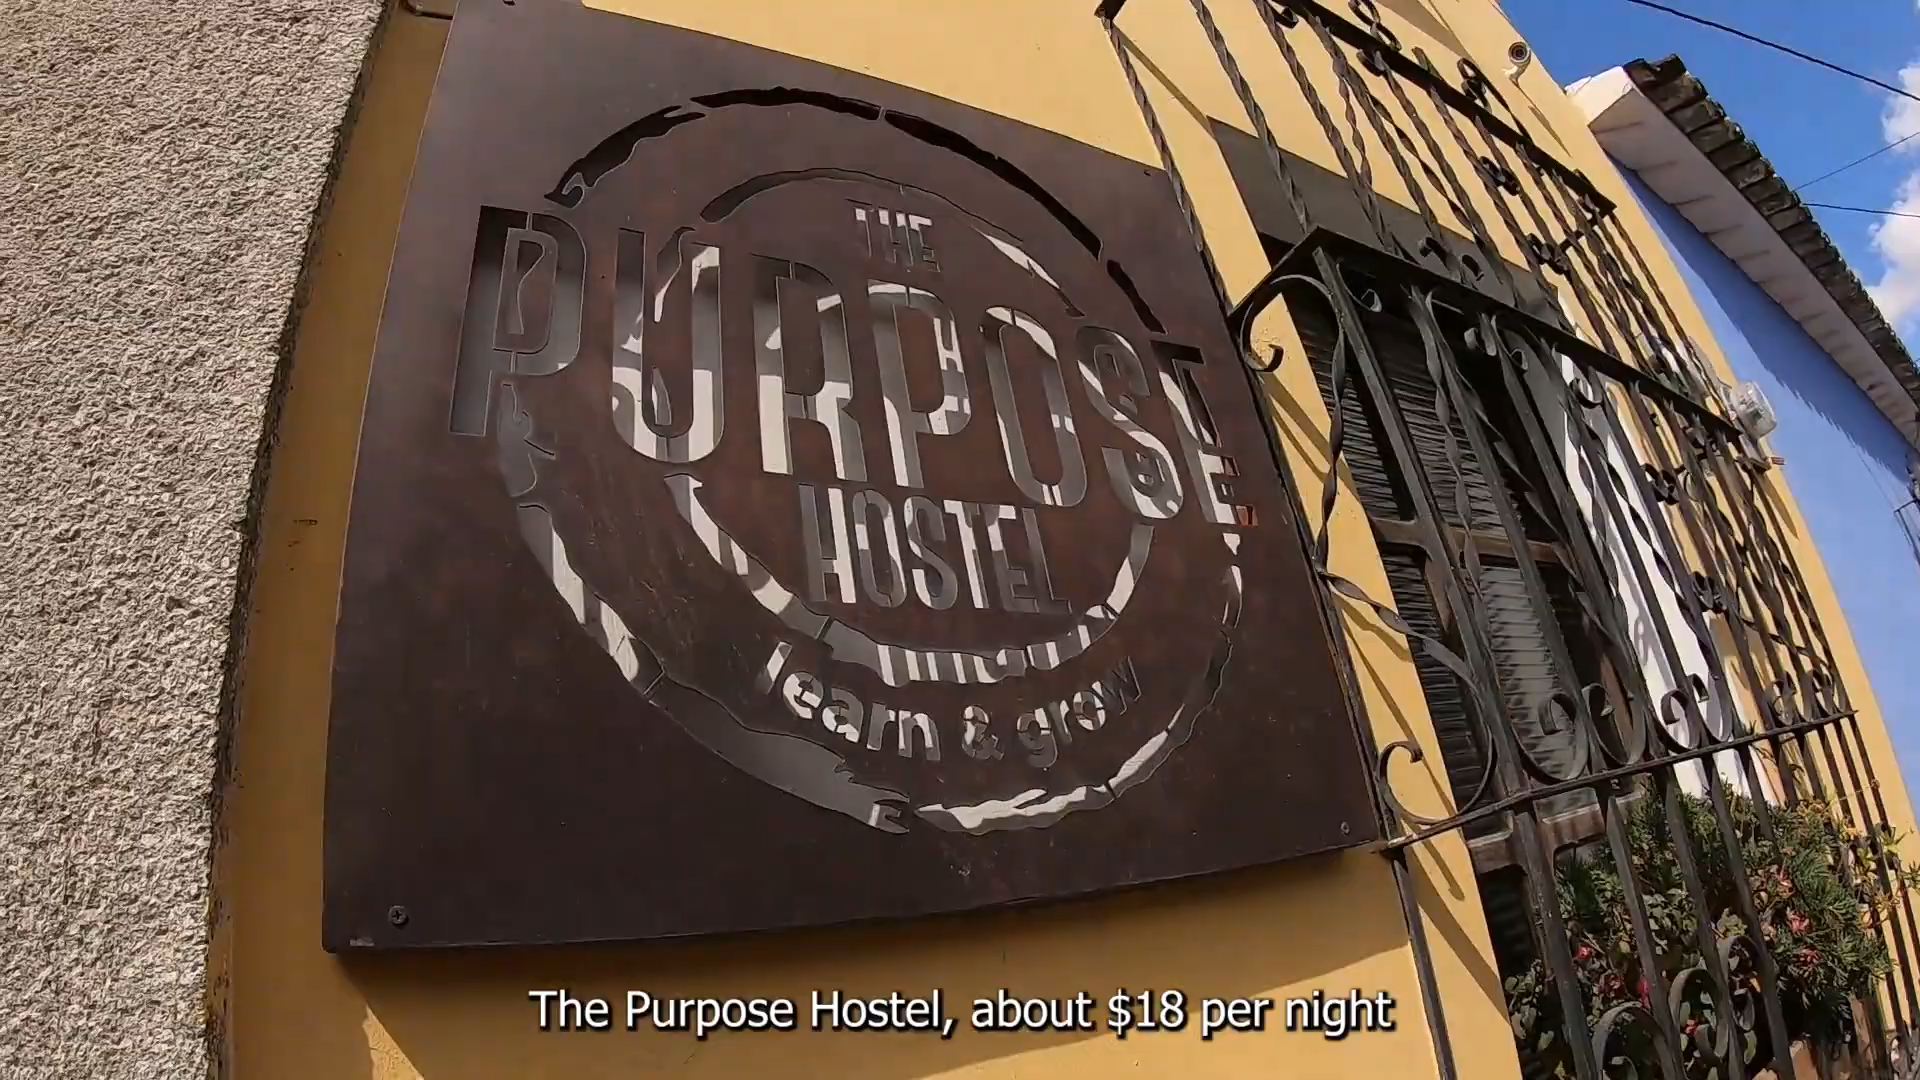 THE
PURPOSE
HOSTEL
learn & grow
The Purpose Hostel, about $18 per night